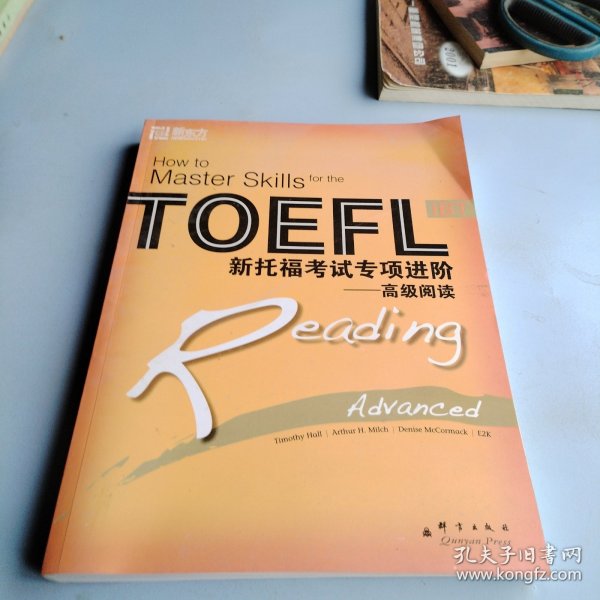 新东方
How to
Master Skills for the
TOEFL iBT
新托福考试专项进阶
——高级阅读
Reading
Advanced
Timothy Hall | Arthur H. Milch | Denise McCormack | E2K
群言出版社
Qunyan Press
孔夫子旧书网
www.kongfz.com
1001